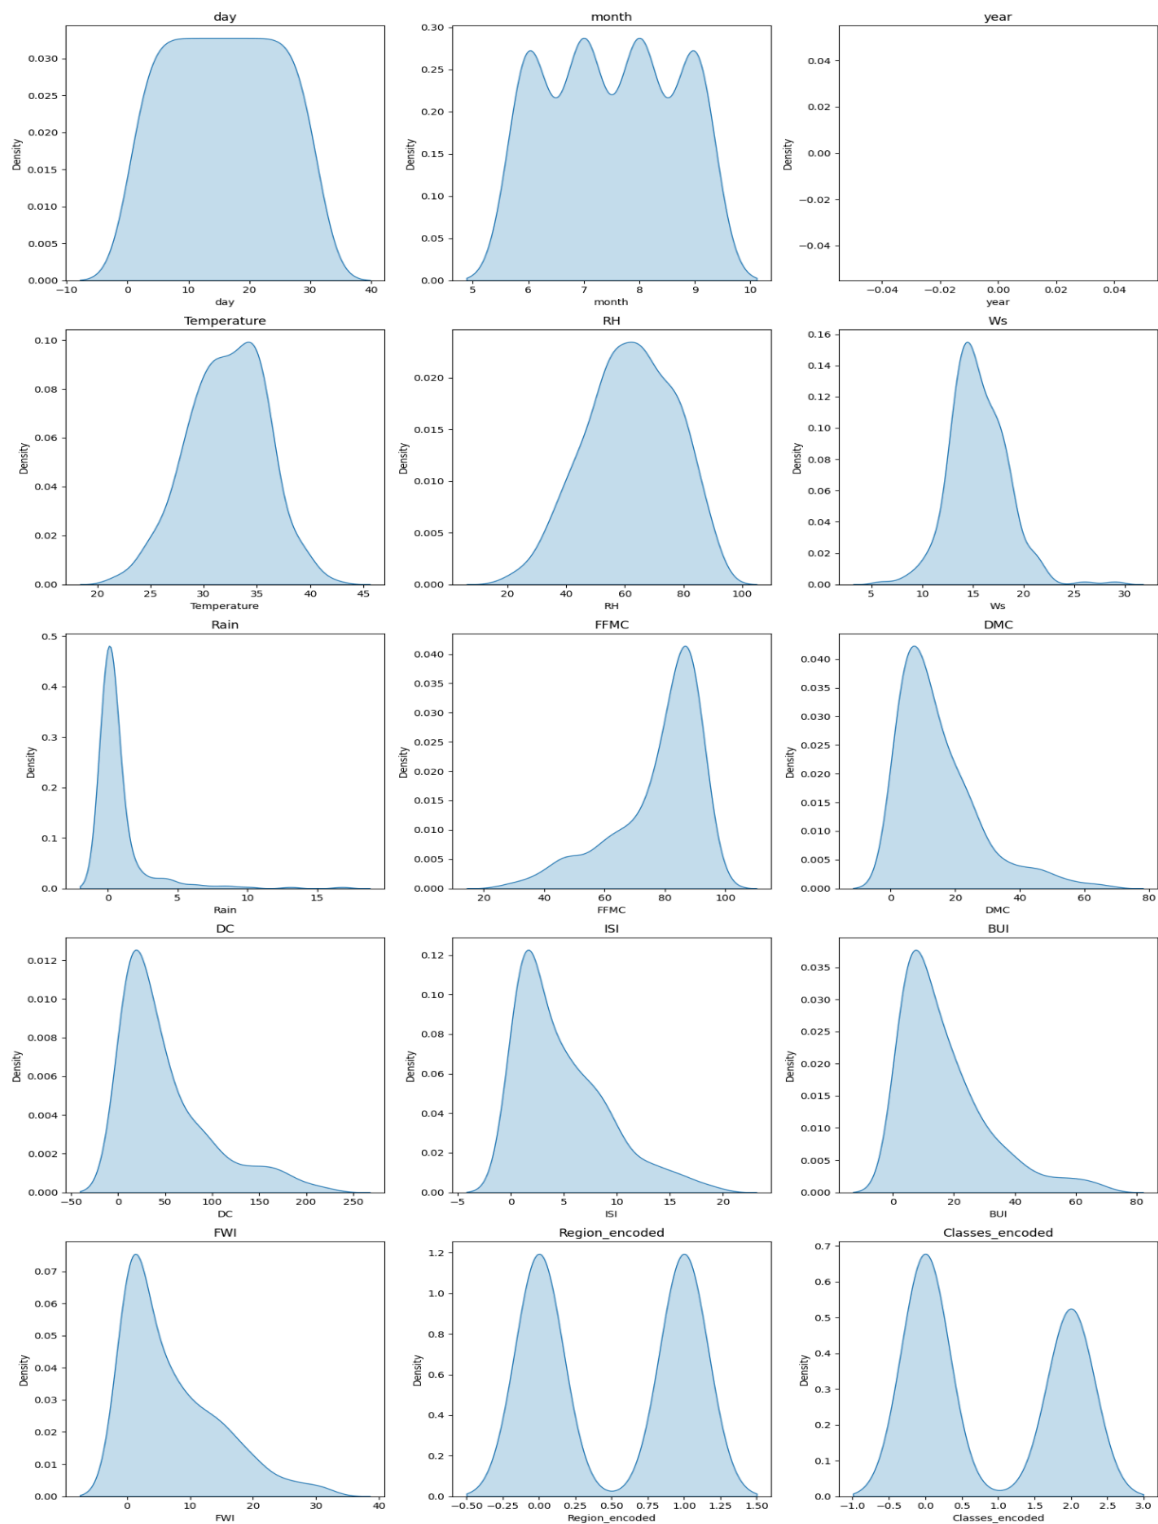 day month year
0.030 0.025 0.020 0.015 0.010 0.005 0.000
Density
−10 0 10 20 30 40
day
0.30 0.25 0.20 0.15 0.10 0.05 0.00
Density
5 6 7 8 9 10
month
0.04 0.02 0.00 −0.02 −0.04
Density
−0.04 −0.02 0.00 0.02 0.04
year
Temperature RH Ws
0.10 0.08 0.06 0.04 0.02 0.00
Density
20 25 30 35 40 45
Temperature
0.020 0.015 0.010 0.005 0.000
Density
20 40 60 80 100
RH
0.16 0.14 0.12 0.10 0.08 0.06 0.04 0.02 0.00
Density
5 10 15 20 25 30
Ws
Rain FFMC DMC
0.5 0.4 0.3 0.2 0.1 0.0
Density
0 5 10 15
Rain
0.040 0.035 0.030 0.025 0.020 0.015 0.010 0.005 0.000
Density
20 40 60 80 100
FFMC
0.040 0.035 0.030 0.025 0.020 0.015 0.010 0.005 0.000
Density
0 20 40 60 80
DMC
DC ISI BUI
0.012 0.010 0.008 0.006 0.004 0.002 0.000
Density
−50 0 50 100 150 200 250
DC
0.12 0.10 0.08 0.06 0.04 0.02 0.00
Density
−5 0 5 10 15 20
ISI
0.035 0.030 0.025 0.020 0.015 0.010 0.005 0.000
Density
0 20 40 60 80
BUI
FWI Region_encoded Classes_encoded
0.07 0.06 0.05 0.04 0.03 0.02 0.01 0.00
Density
0 10 20 30 40
FWI
1.2 1.0 0.8 0.6 0.4 0.2 0.0
Density
−0.50 −0.25 0.00 0.25 0.50 0.75 1.00 1.25 1.50
Region_encoded
0.7 0.6 0.5 0.4 0.3 0.2 0.1 0.0
Density
−1.0 −0.5 0.0 0.5 1.0 1.5 2.0 2.5 3.0
Classes_encoded